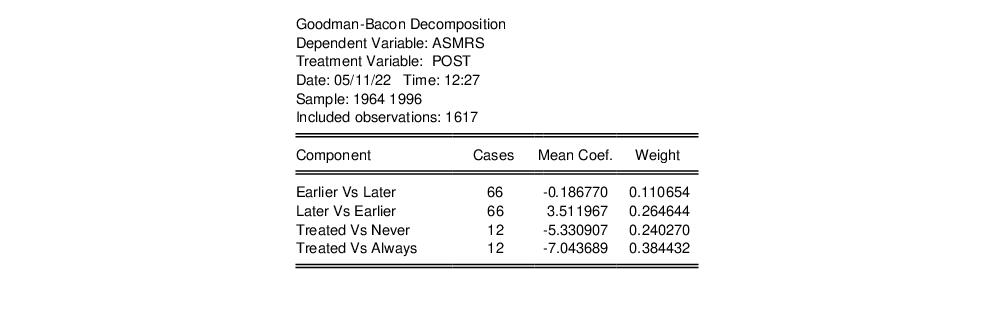 Goodman-Bacon Decomposition
Dependent Variable: ASMRS
Treatment Variable: POST
Date: 05/11/22 Time: 12:27
Sample: 1964 1996
Included observations: 1617
Component Cases Mean Coef. Weight
Earlier Vs Later 66 -0.186770 0.110654
Later Vs Earlier 66 3.511967 0.264644
Treated Vs Never 12 -5.330907 0.240270
Treated Vs Always 12 -7.043689 0.384432